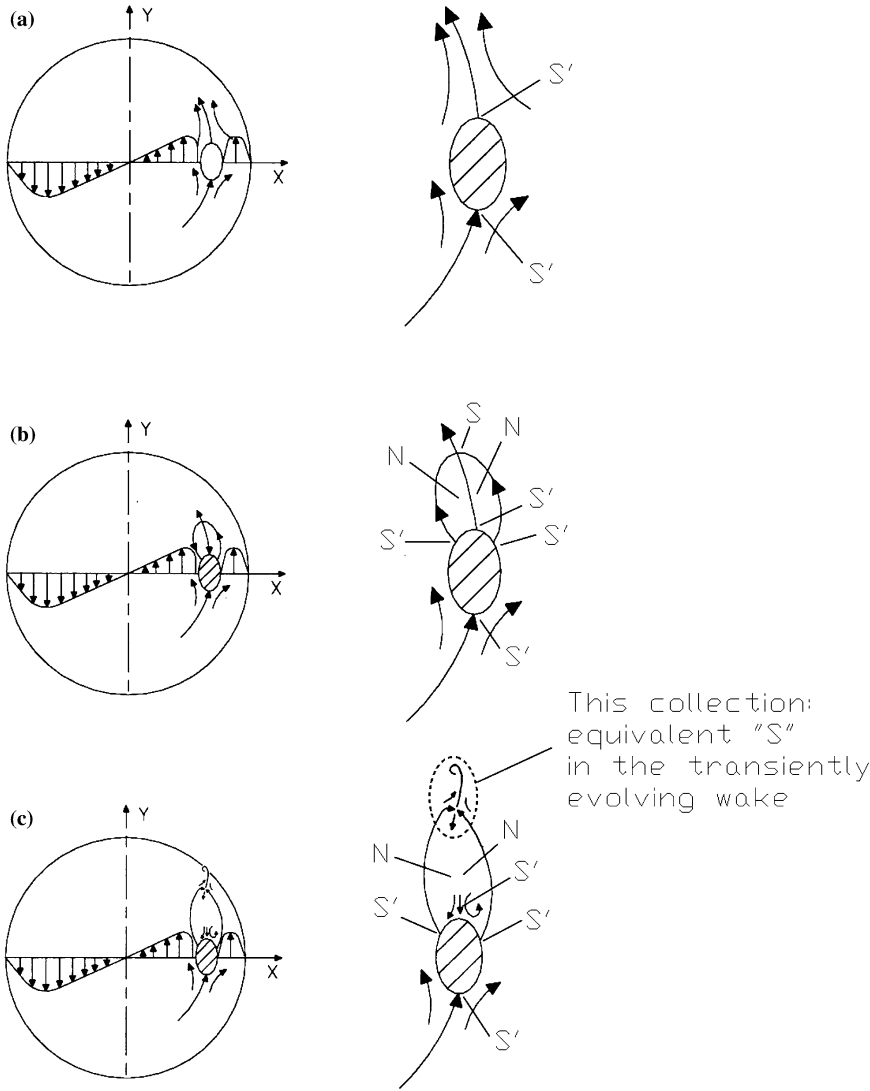 (a)
Y
X
S'
S'
(b)
Y
X
S
N
N
S'
S'
S'
S'
This collection:
equivalent "S"
in the transiently
evolving wake
(c)
Y
X
N
N
S'
S'
S'
S'